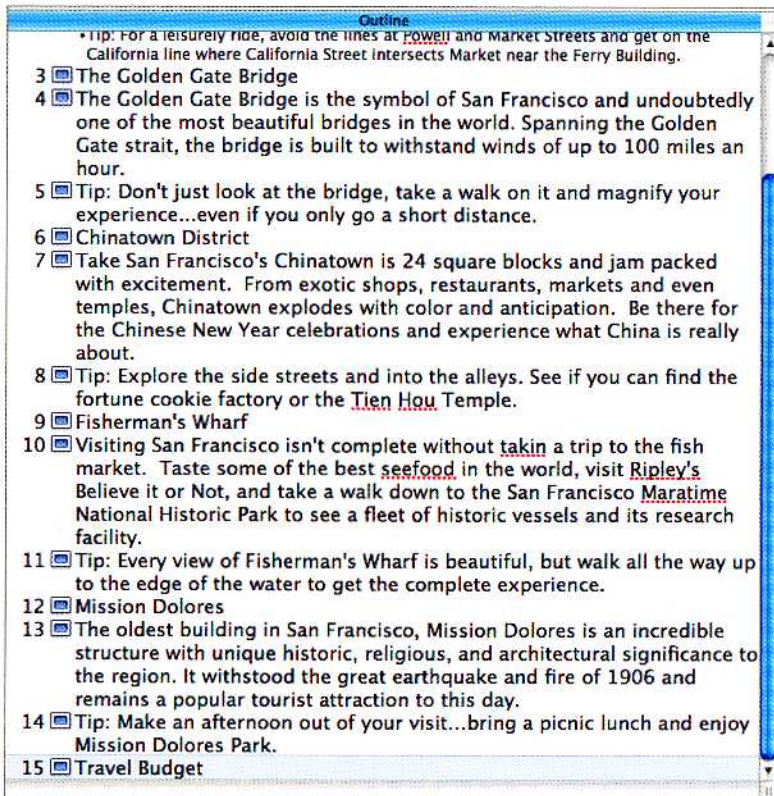 Outline
• Tip: For a leisurely ride, avoid the lines at Powell and Market Streets and get on the
California line where California Street intersects Market near the Ferry Building.
3 The Golden Gate Bridge
4 The Golden Gate Bridge is the symbol of San Francisco and undoubtedly
one of the most beautiful bridges in the world. Spanning the Golden
Gate strait, the bridge is built to withstand winds of up to 100 miles an
hour.
5 Tip: Don't just look at the bridge, take a walk on it and magnify your
experience...even if you only go a short distance.
6 Chinatown District
7 Take San Francisco's Chinatown is 24 square blocks and jam packed
with excitement.  From exotic shops, restaurants, markets and even
temples, Chinatown explodes with color and anticipation.  Be there for
the Chinese New Year celebrations and experience what China is really
about.
8 Tip: Explore the side streets and into the alleys. See if you can find the
fortune cookie factory or the Tien Hou Temple.
9 Fisherman's Wharf
10 Visiting San Francisco isn't complete without takin a trip to the fish
market.  Taste some of the best seefood in the world, visit Ripley's
Believe it or Not, and take a walk down to the San Francisco Maratime
National Historic Park to see a fleet of historic vessels and its research
facility.
11 Tip: Every view of Fisherman's Wharf is beautiful, but walk all the way up
to the edge of the water to get the complete experience.
12 Mission Dolores
13 The oldest building in San Francisco, Mission Dolores is an incredible
structure with unique historic, religious, and architectural significance to
the region. It withstood the great earthquake and fire of 1906 and
remains a popular tourist attraction to this day.
14 Tip: Make an afternoon out of your visit...bring a picnic lunch and enjoy
Mission Dolores Park.
15 Travel Budget